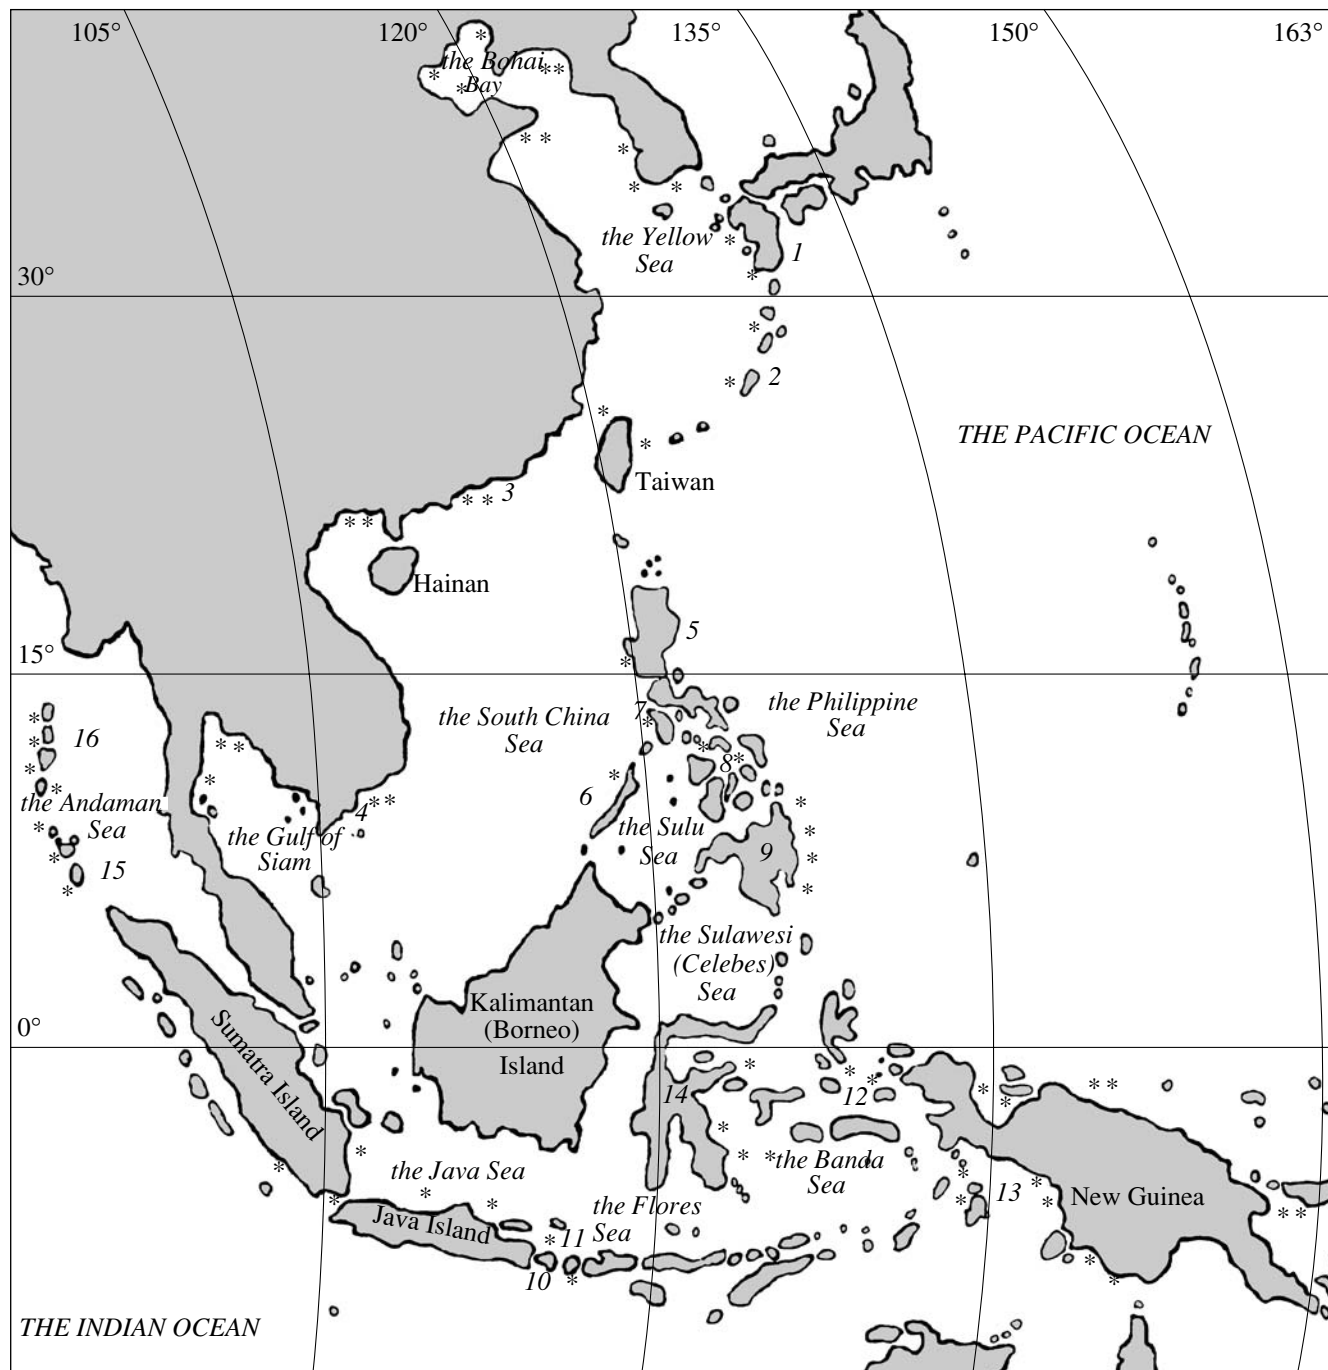 105° 120° 135° 150° 163°
the Bohai
Bay
the Yellow
Sea
1
30°
2
THE PACIFIC OCEAN
Taiwan
3
Hainan
5
15°
the South China
Sea
7
the Philippine
Sea
16
8
6
4
the Andaman
Sea
the Gulf of
Siam
the Sulu
Sea
9
15
the Sulawesi
(Celebes)
Sea
Kalimantan
(Borneo)
Island
0°
Sumatra Island
14
12
the Java Sea
the Banda
Sea
13
New Guinea
Java Island
the Flores
Sea
11
10
THE INDIAN OCEAN